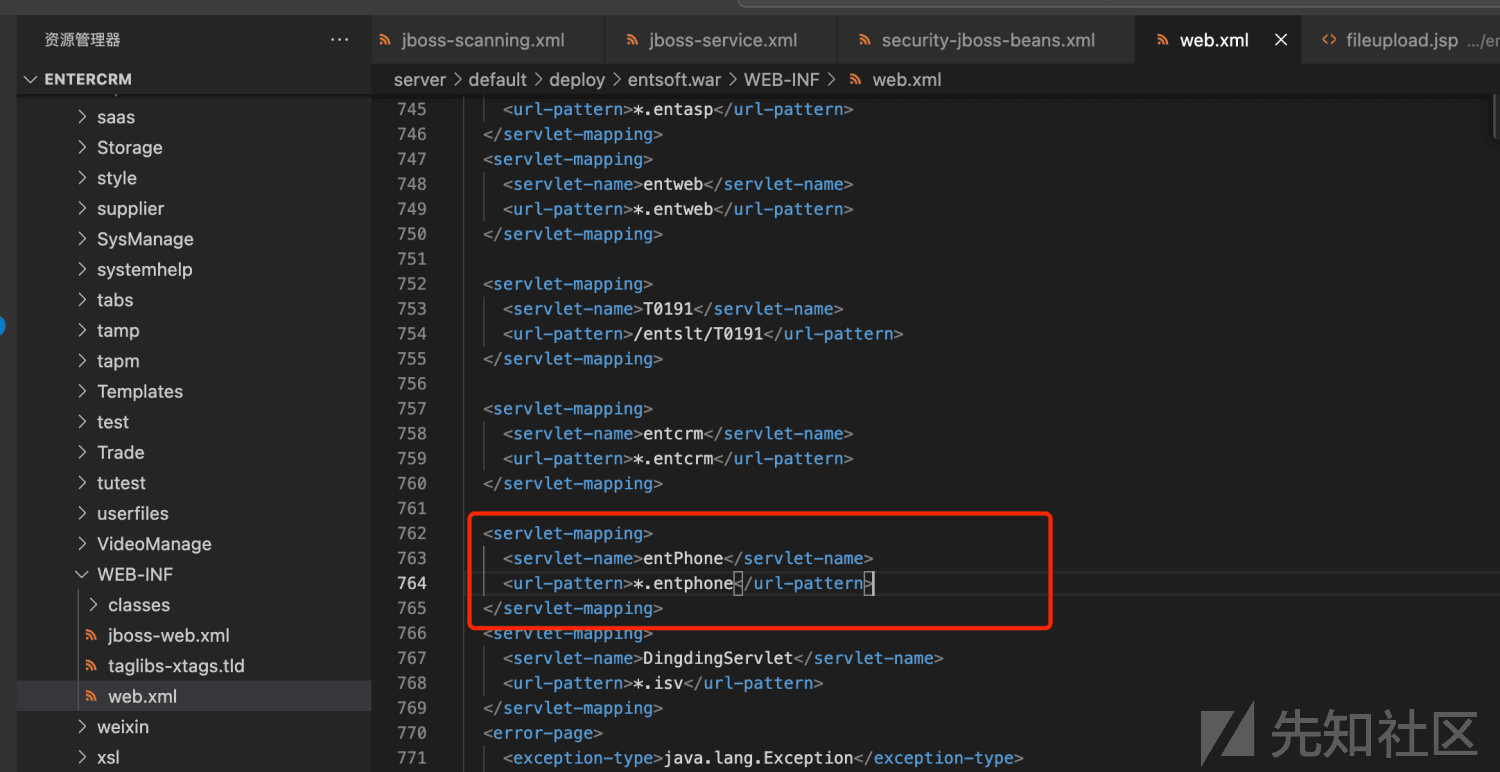 资源管理器 ···
jboss-scanning.xml jboss-service.xml security-jboss-beans.xml web.xml fileupload.jsp .../er
ENTERCRM
server > default > deploy > entsoft.war > WEB-INF > web.xml
saas
Storage
style
supplier
SysManage
systemhelp
tabs
tamp
tapm
Templates
test
Trade
tutest
userfiles
VideoManage
WEB-INF
classes
jboss-web.xml
taglibs-xtags.tld
web.xml
weixin
xsl
745 <url-pattern>*.entasp</url-pattern>
746 </servlet-mapping>
747 <servlet-mapping>
748 <servlet-name>entweb</servlet-name>
749 <url-pattern>*.entweb</url-pattern>
750 </servlet-mapping>
751
752 <servlet-mapping>
753 <servlet-name>T0191</servlet-name>
754 <url-pattern>/entslt/T0191</url-pattern>
755 </servlet-mapping>
756
757 <servlet-mapping>
758 <servlet-name>entcrm</servlet-name>
759 <url-pattern>*.entcrm</url-pattern>
760 </servlet-mapping>
761
762 <servlet-mapping>
763 <servlet-name>entPhone</servlet-name>
764 <url-pattern>*.entphone</url-pattern>
765 </servlet-mapping>
766 <servlet-mapping>
767 <servlet-name>DingdingServlet</servlet-name>
768 <url-pattern>*.isv</url-pattern>
769 </servlet-mapping>
770 <error-page>
771 <exception-type>java.lang.Exception</exception-type>
先知社区